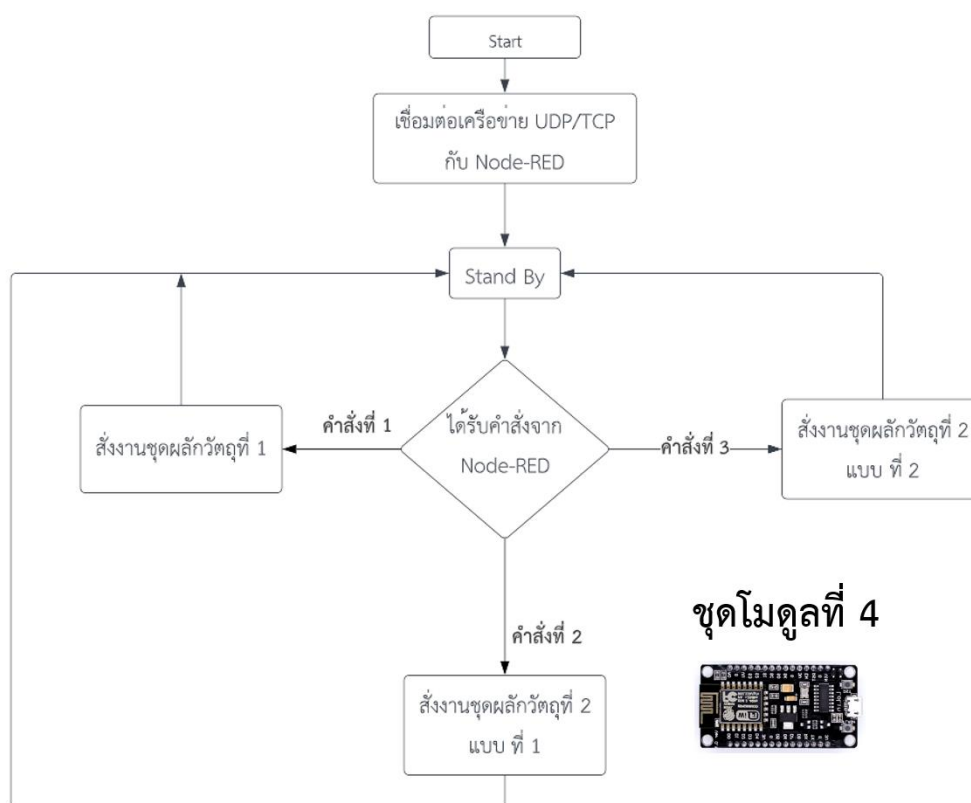 Start
เชื่อมต่อเครือข่าย UDP/TCP
กับ Node-RED
Stand By
ได้รับคำสั่งจาก
Node-RED
คำสั่งที่ 1
สั่งงานชุดผลักวัตถุที่ 1
คำสั่งที่ 3
สั่งงานชุดผลักวัตถุที่ 2
แบบ ที่ 2
คำสั่งที่ 2
สั่งงานชุดผลักวัตถุที่ 2
แบบ ที่ 1
ชุดโมดูลที่ 4